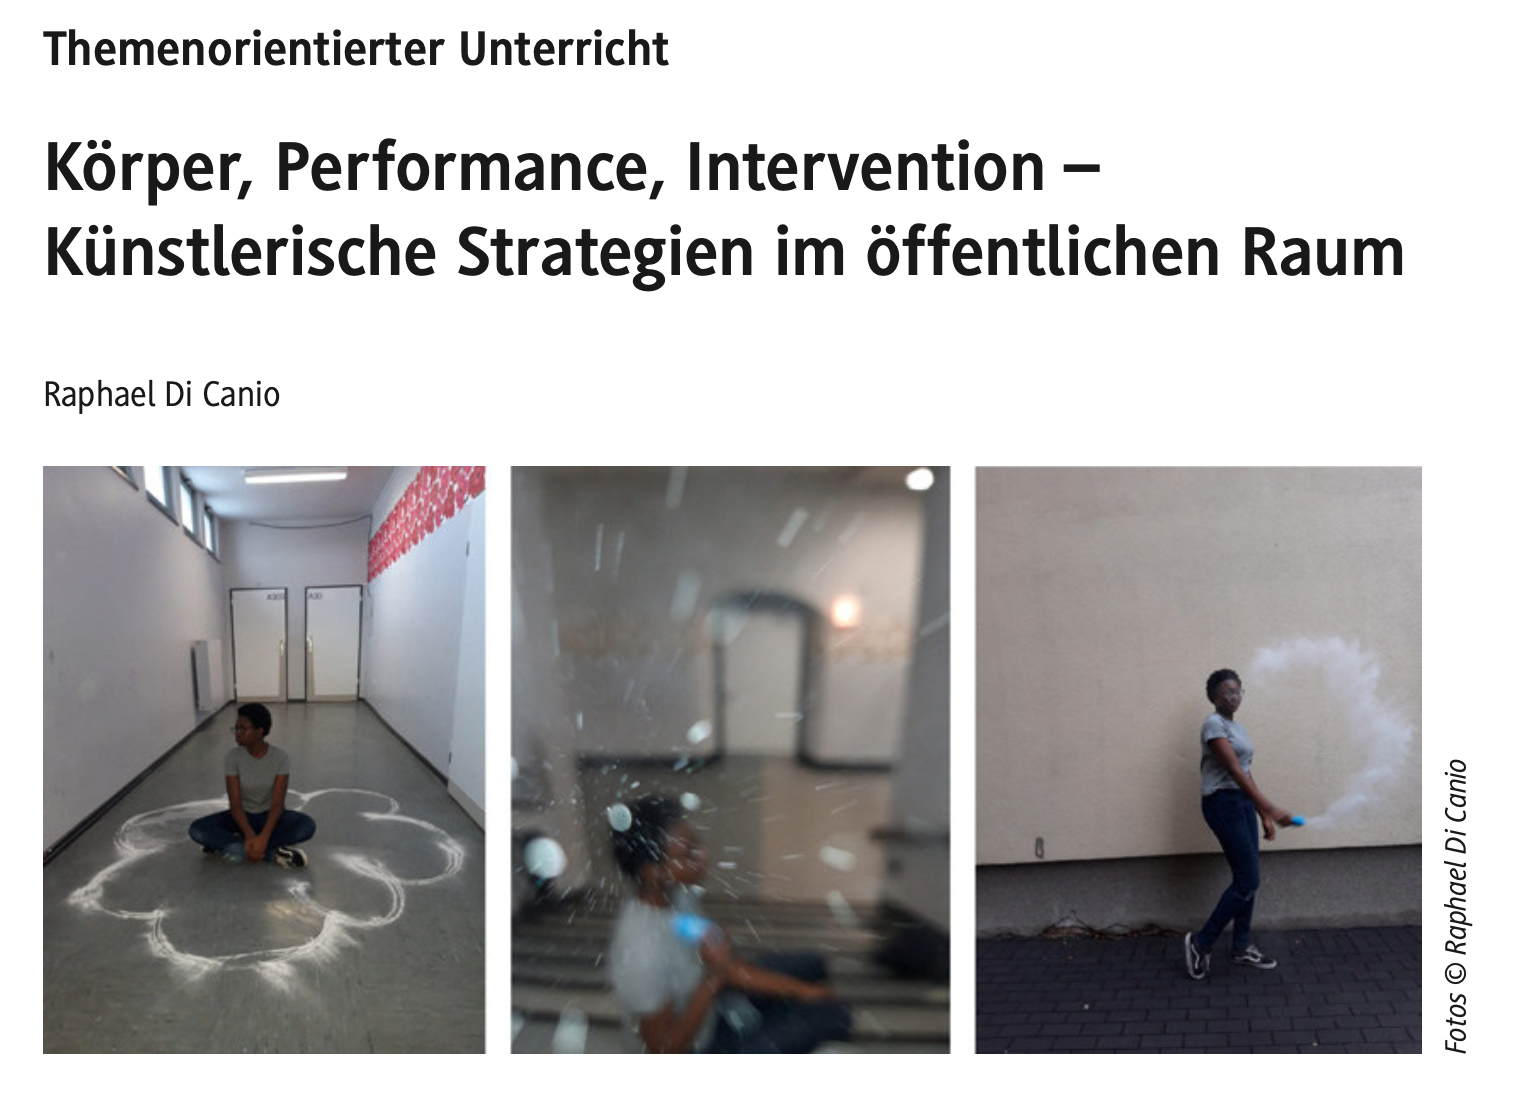 Themenorientierter Unterricht
Körper, Performance, Intervention –
Künstlerische Strategien im öffentlichen Raum
Raphael Di Canio
Fotos © Raphael Di Canio